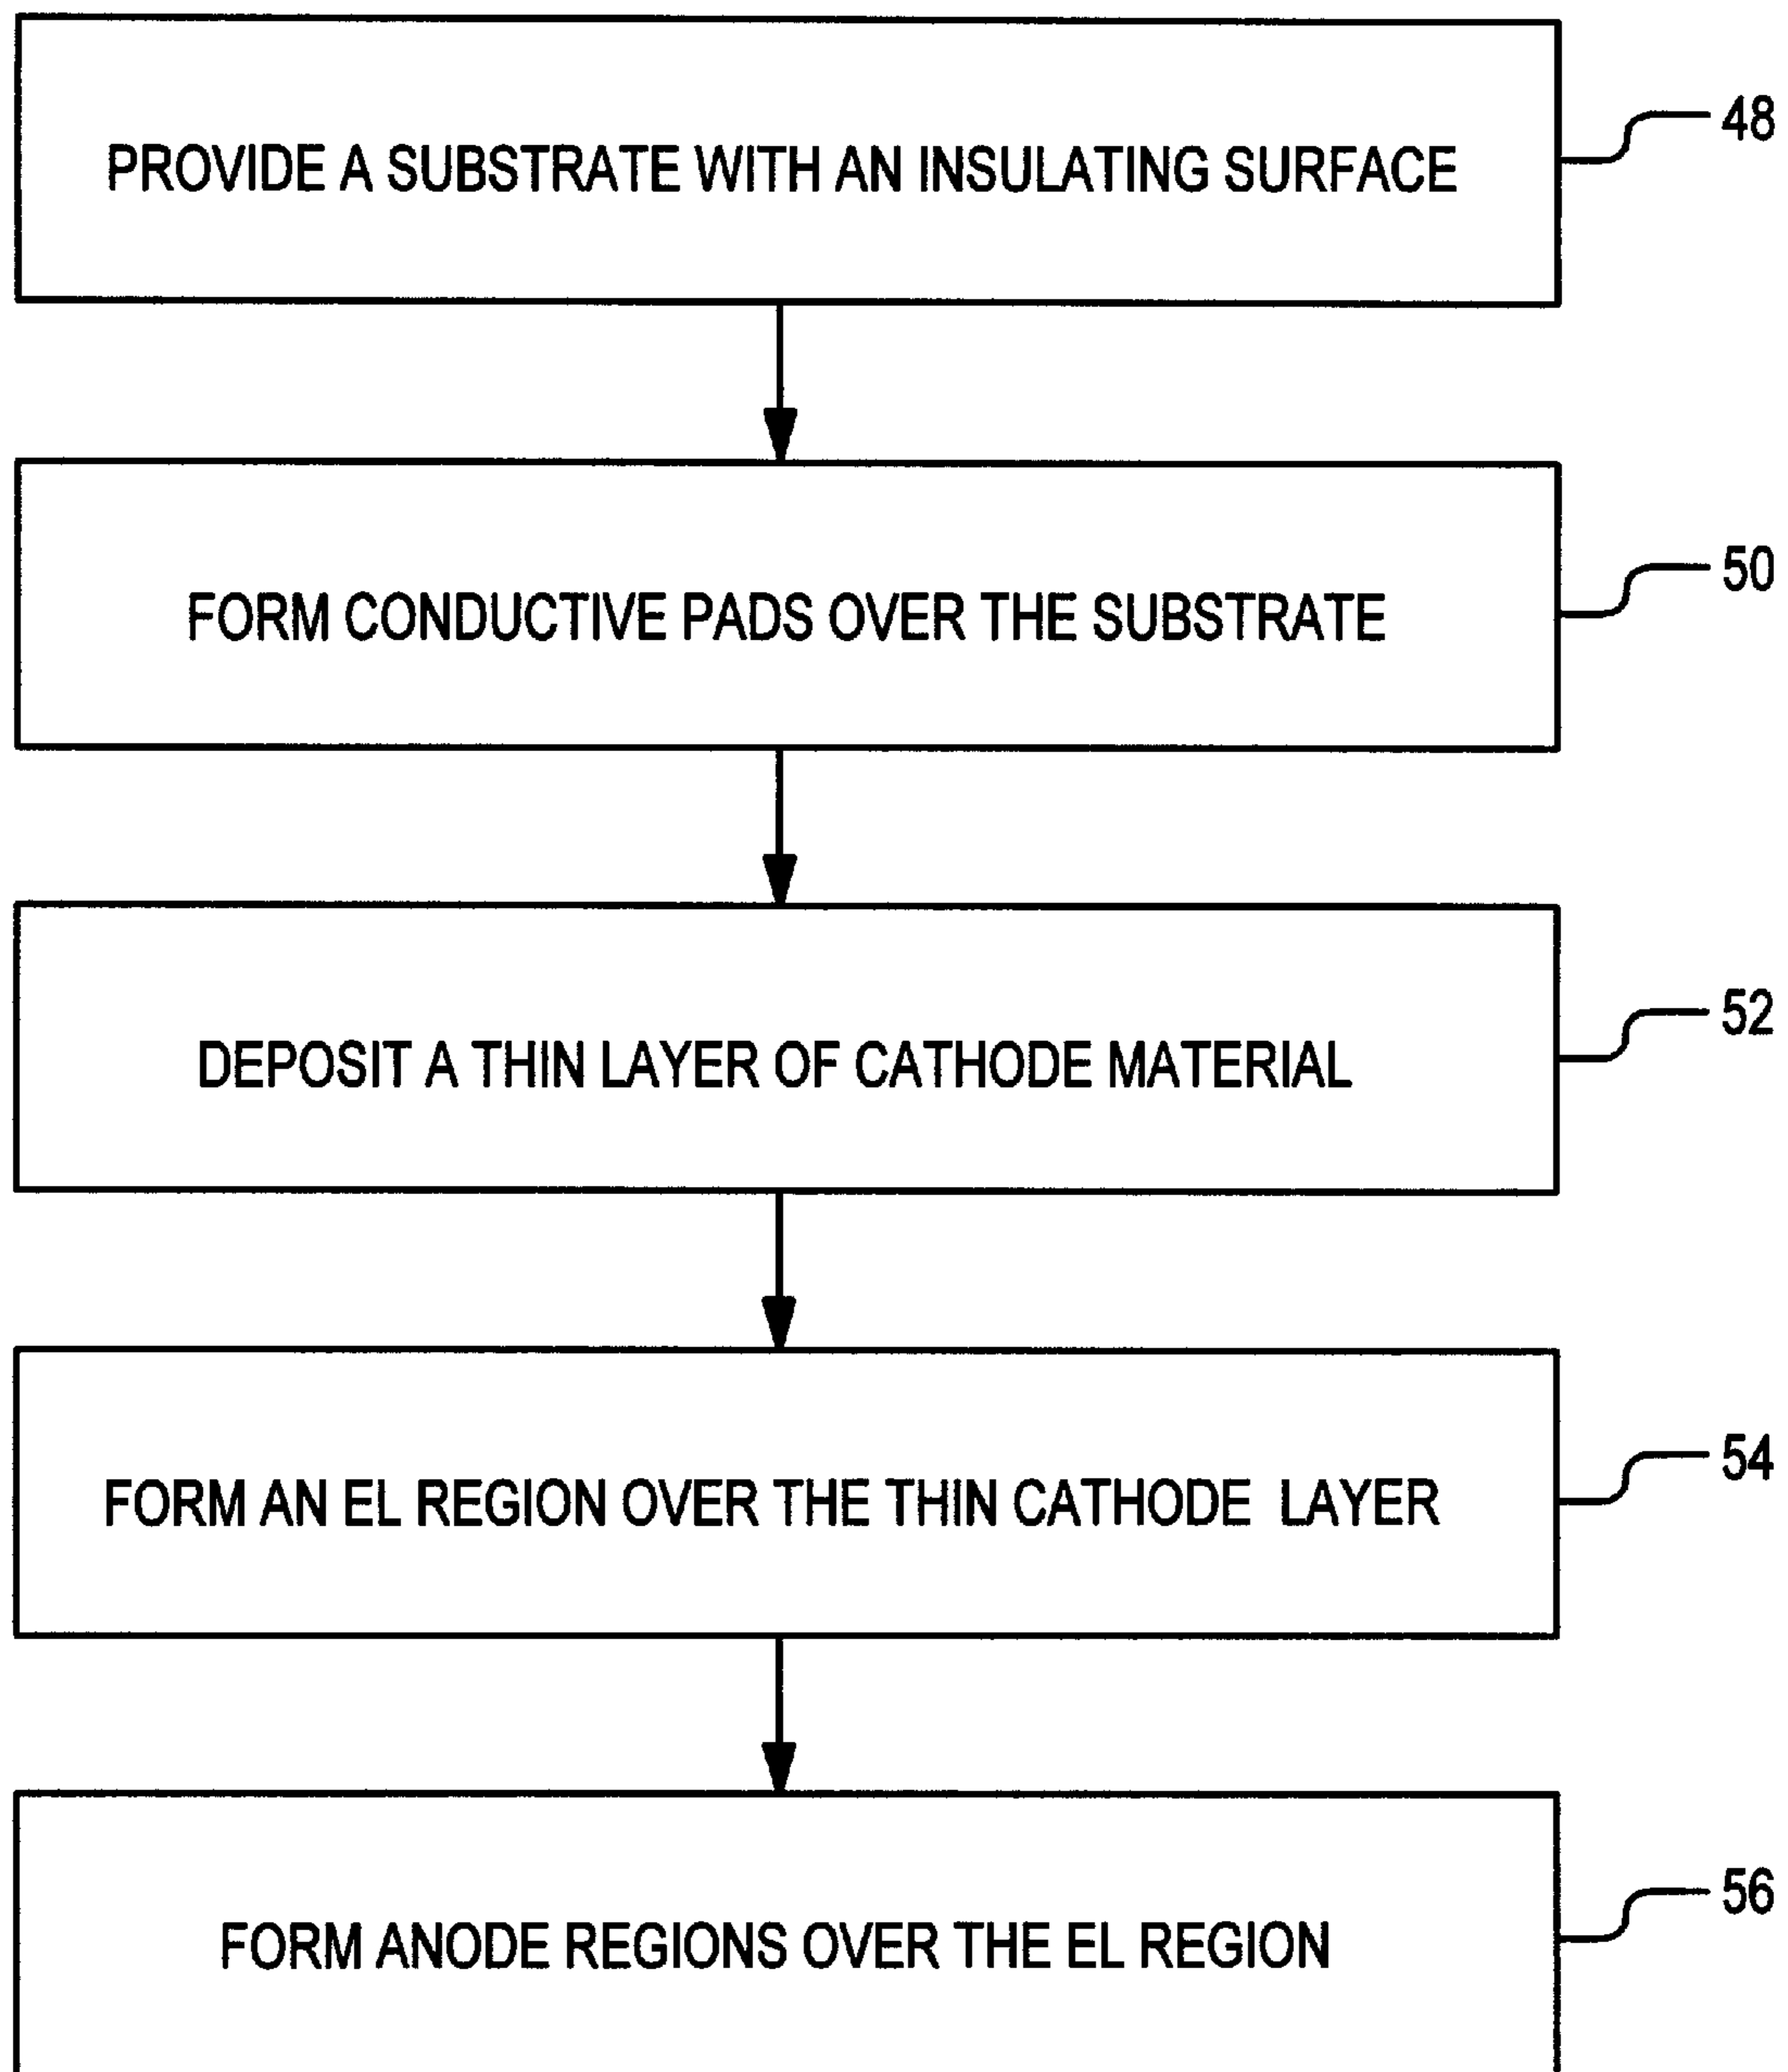 PROVIDE A SUBSTRATE WITH AN INSULATING SURFACE
48
FORM CONDUCTIVE PADS OVER THE SUBSTRATE
50
DEPOSIT A THIN LAYER OF CATHODE MATERIAL
52
FORM AN EL REGION OVER THE THIN CATHODE LAYER
54
FORM ANODE REGIONS OVER THE EL REGION
56